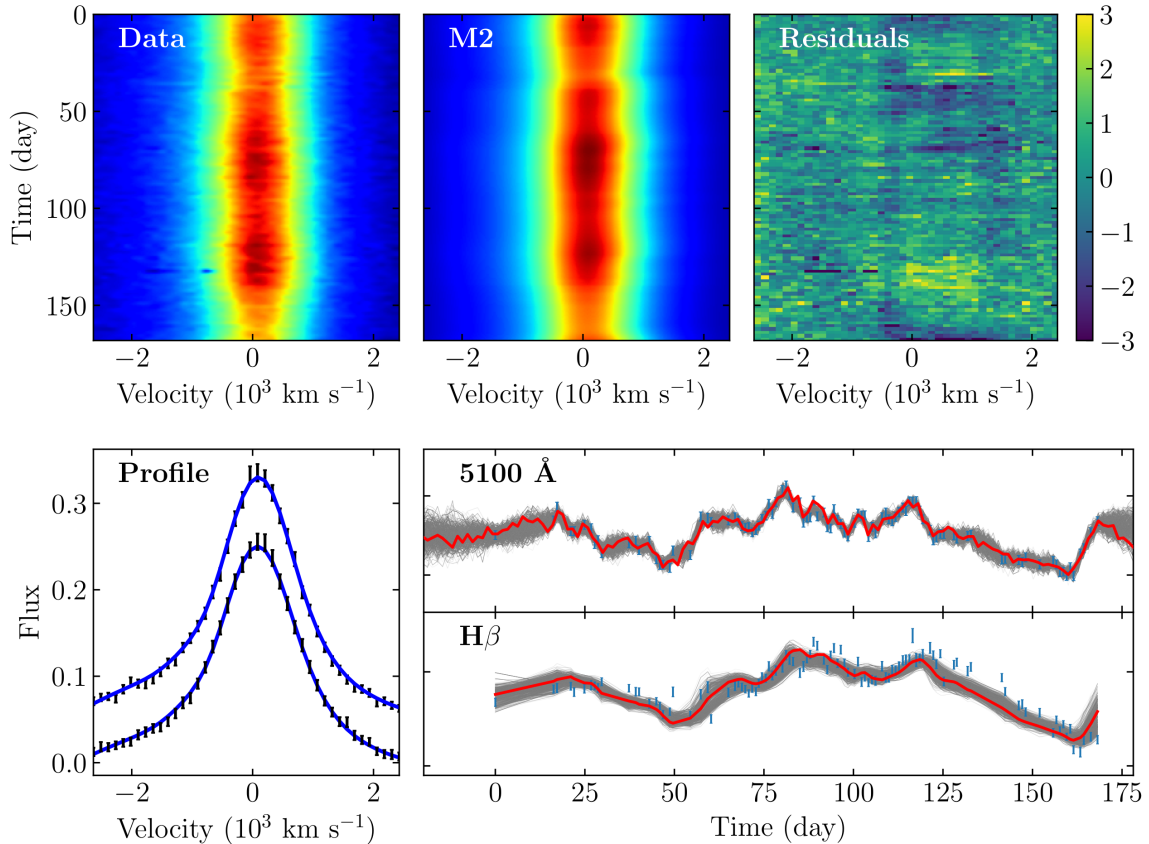 Data
M2
Residuals
0
50
100
150
Time (day)
−2
0
2
−2
0
2
−2
0
2
Velocity (10³ km s⁻¹)
Velocity (10³ km s⁻¹)
Velocity (10³ km s⁻¹)
3
2
1
0
−1
−2
−3
Profile
0.3
0.2
0.1
0.0
Flux
−2
0
2
Velocity (10³ km s⁻¹)
5100 Å
Hβ
0
25
50
75
100
125
150
175
Time (day)